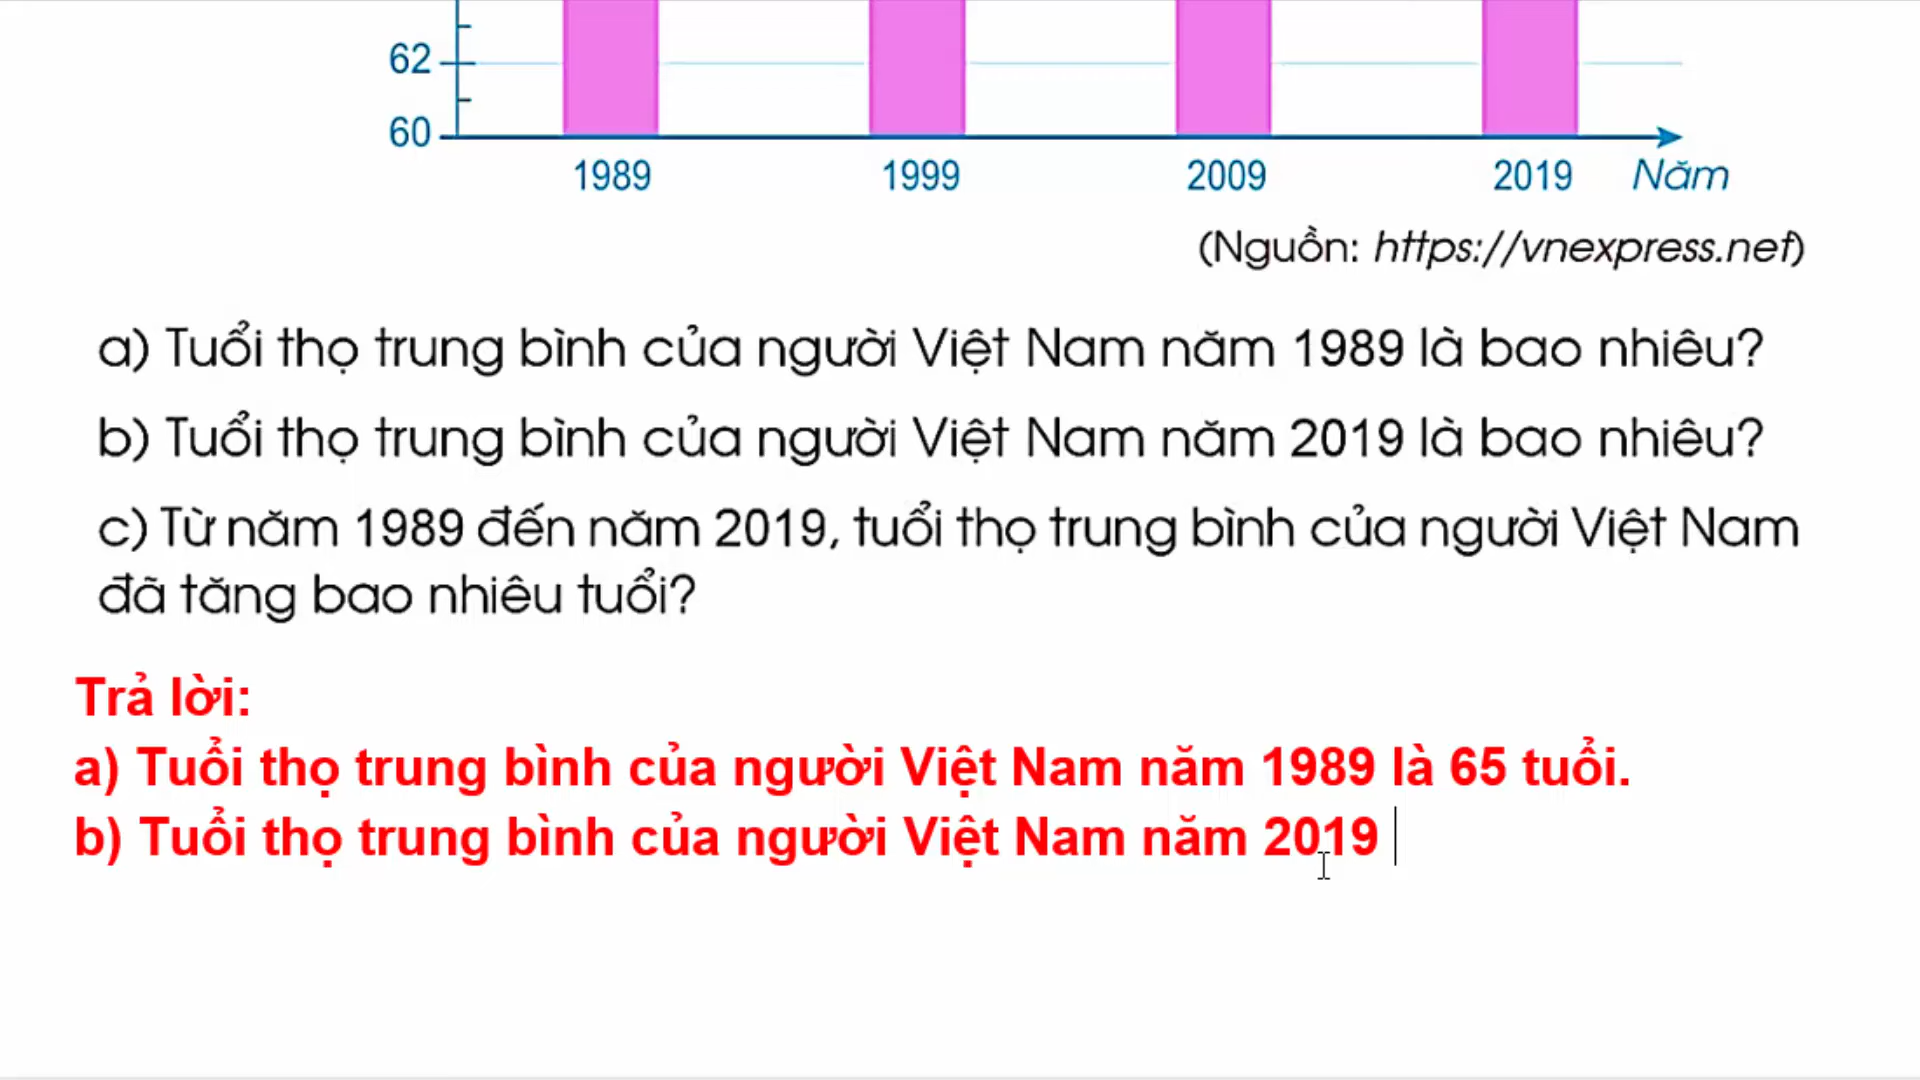 62
60
1989 1999 2009 2019 Năm
(Nguồn: https://vnexpress.net)
a) Tuổi thọ trung bình của người Việt Nam năm 1989 là bao nhiêu?
b) Tuổi thọ trung bình của người Việt Nam năm 2019 là bao nhiêu?
c) Từ năm 1989 đến năm 2019, tuổi thọ trung bình của người Việt Nam
đã tăng bao nhiêu tuổi?
Trả lời:
a) Tuổi thọ trung bình của người Việt Nam năm 1989 là 65 tuổi.
b) Tuổi thọ trung bình của người Việt Nam năm 2019